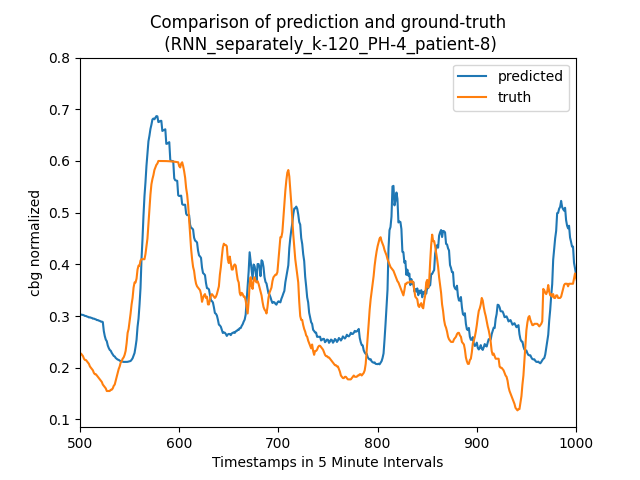 Comparison of prediction and ground-truth
(RNN_separately_k-120_PH-4_patient-8)
0.8
0.7
0.6
0.5
0.4
0.3
0.2
0.1
cbg normalized
predicted
truth
500 600 700 800 900 1000
Timestamps in 5 Minute Intervals